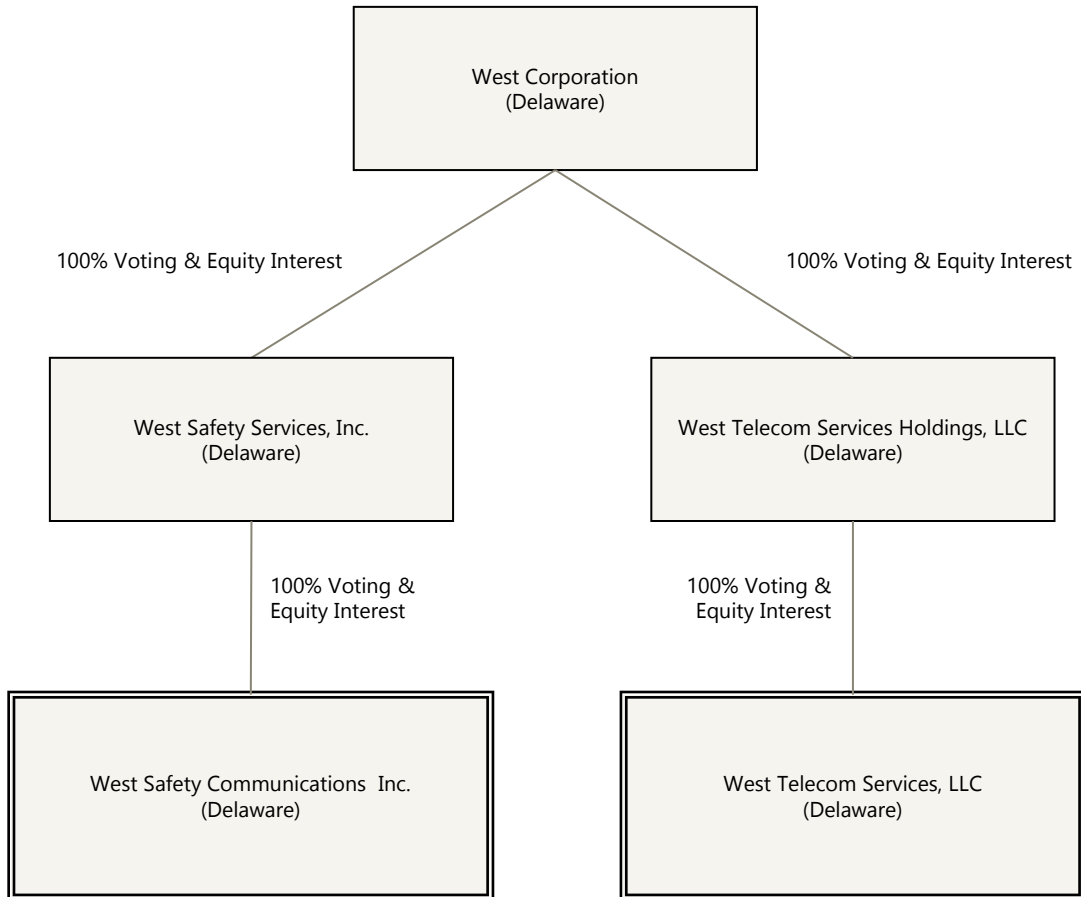 West Corporation
(Delaware)
100% Voting & Equity Interest
100% Voting & Equity Interest
West Safety Services, Inc.
(Delaware)
West Telecom Services Holdings, LLC
(Delaware)
100% Voting &
Equity Interest
100% Voting &
Equity Interest
West Safety Communications  Inc.
(Delaware)
West Telecom Services, LLC
(Delaware)